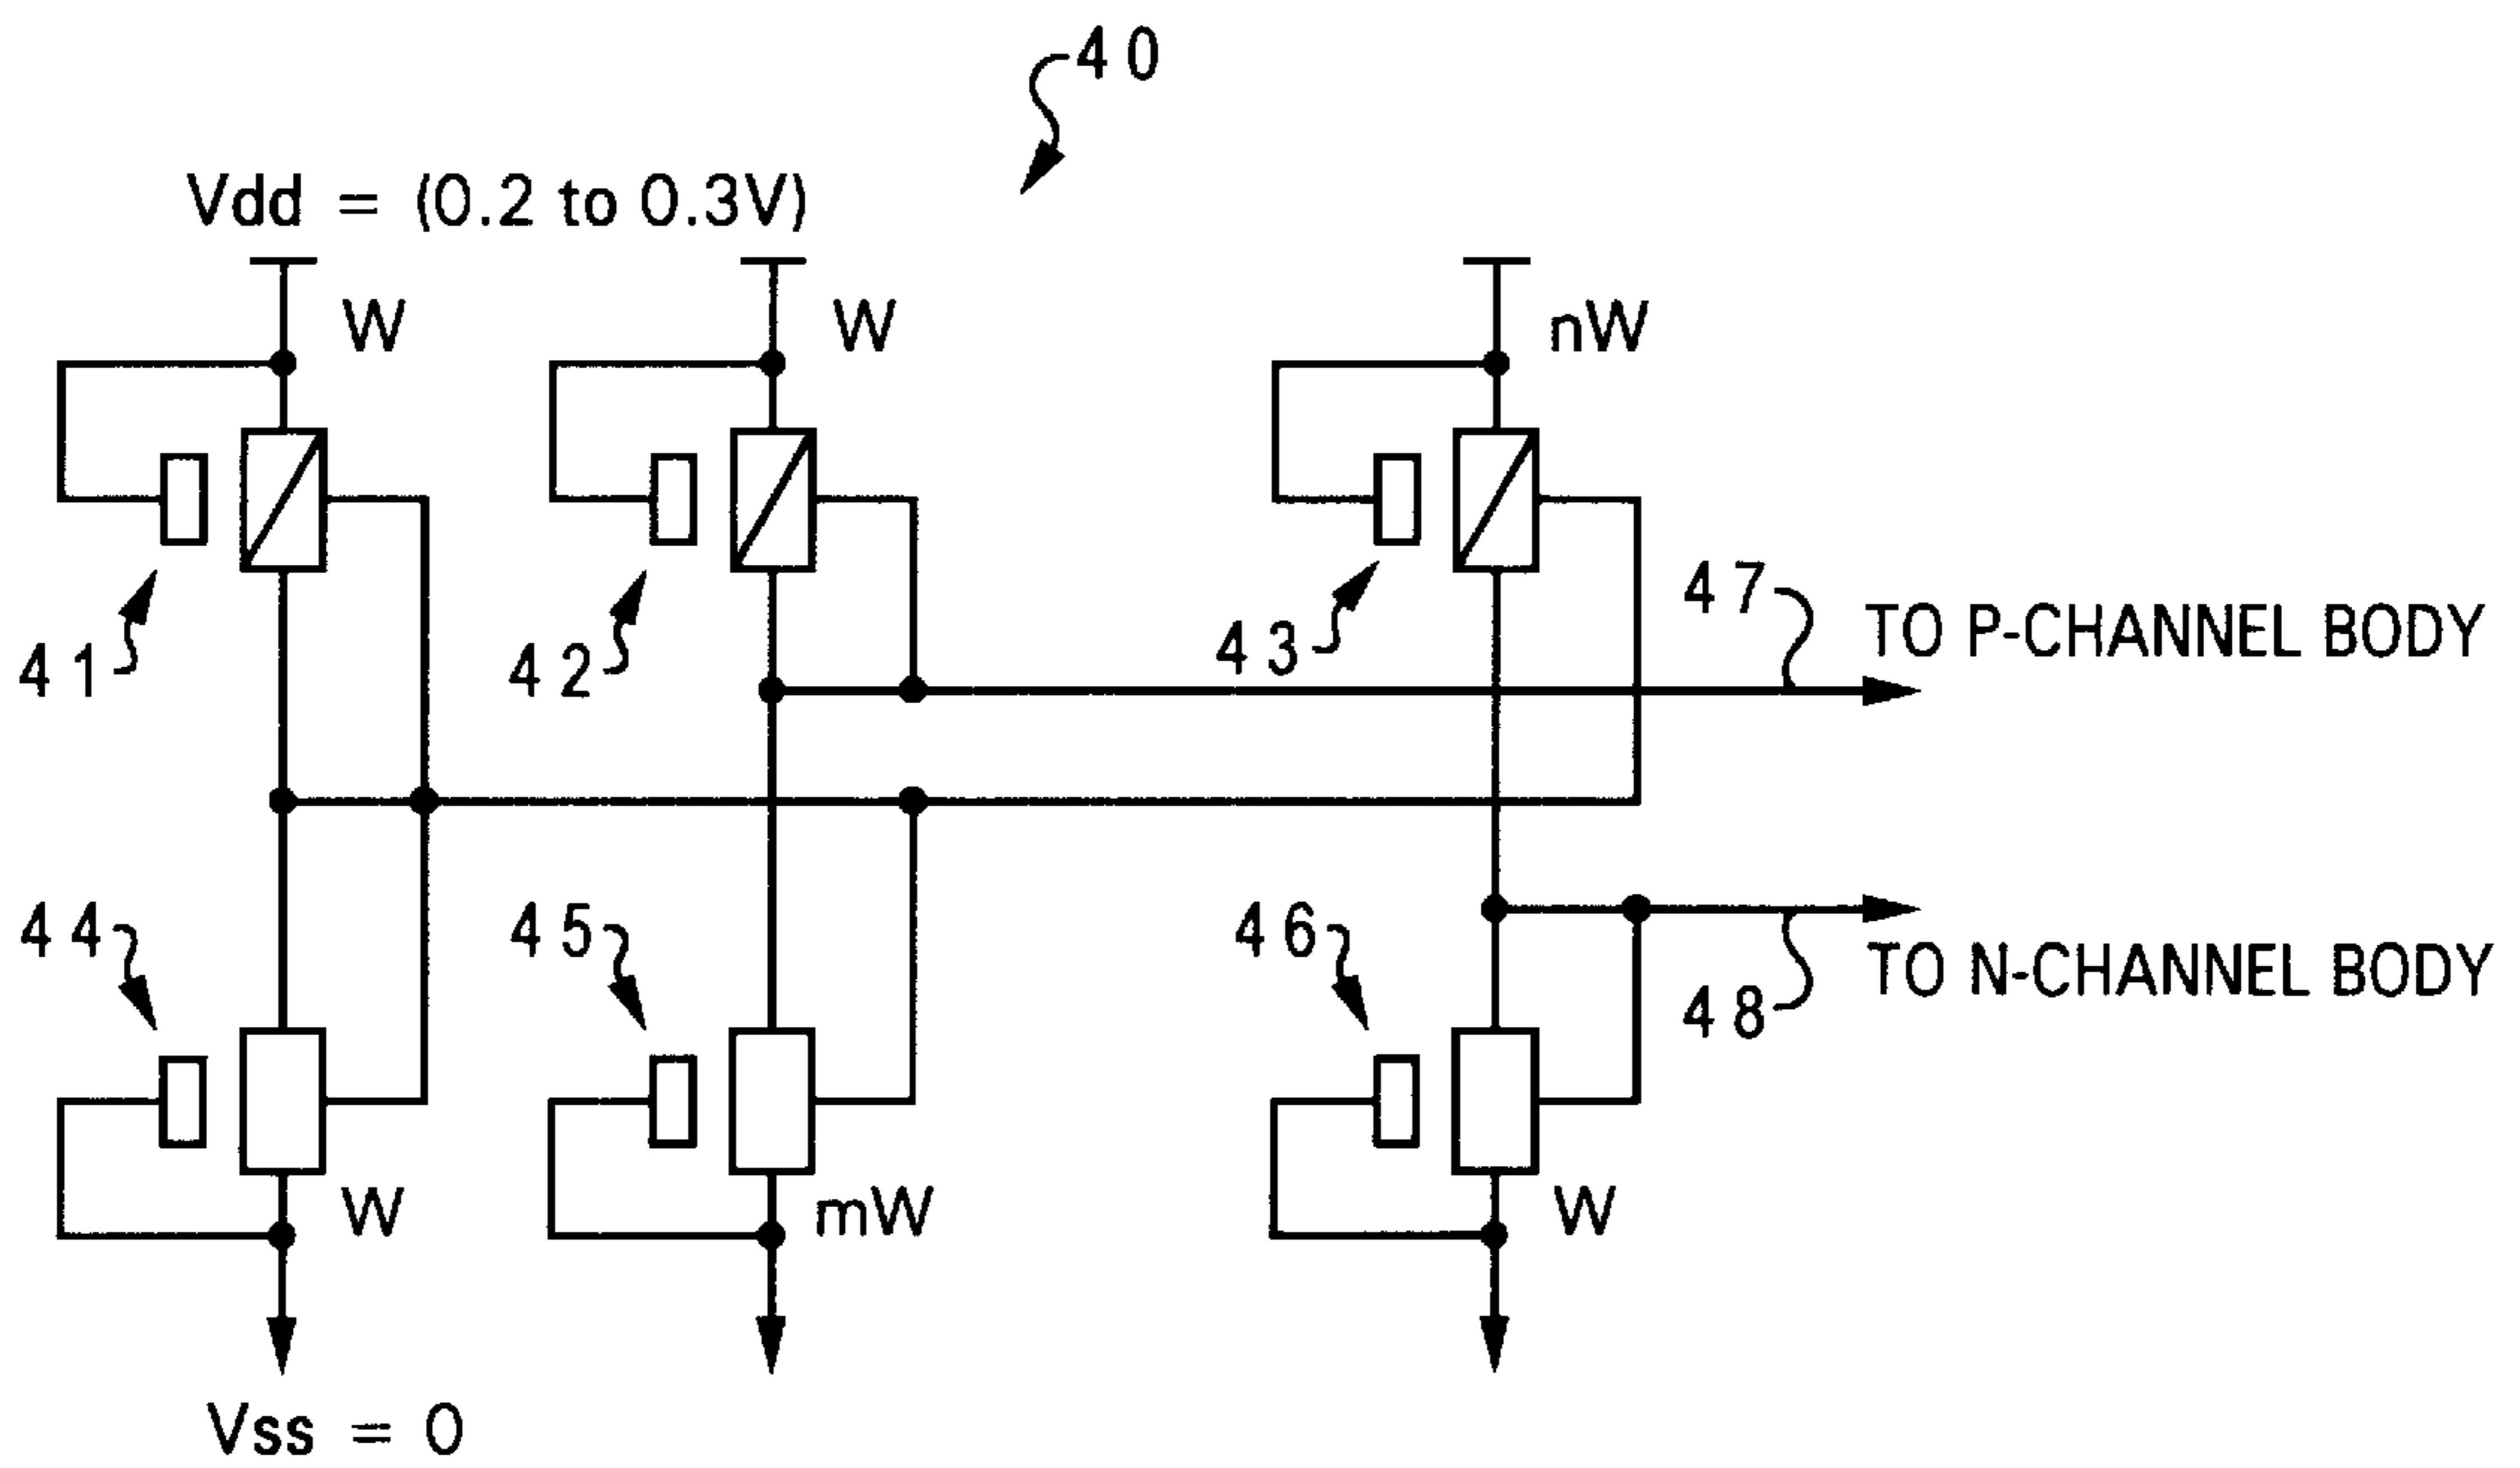 40
Vdd = (0.2 to 0.3V)
W
W
nW
41
42
43
47
TO P-CHANNEL BODY
44
45
46
48
TO N-CHANNEL BODY
W
mW
W
Vss = 0